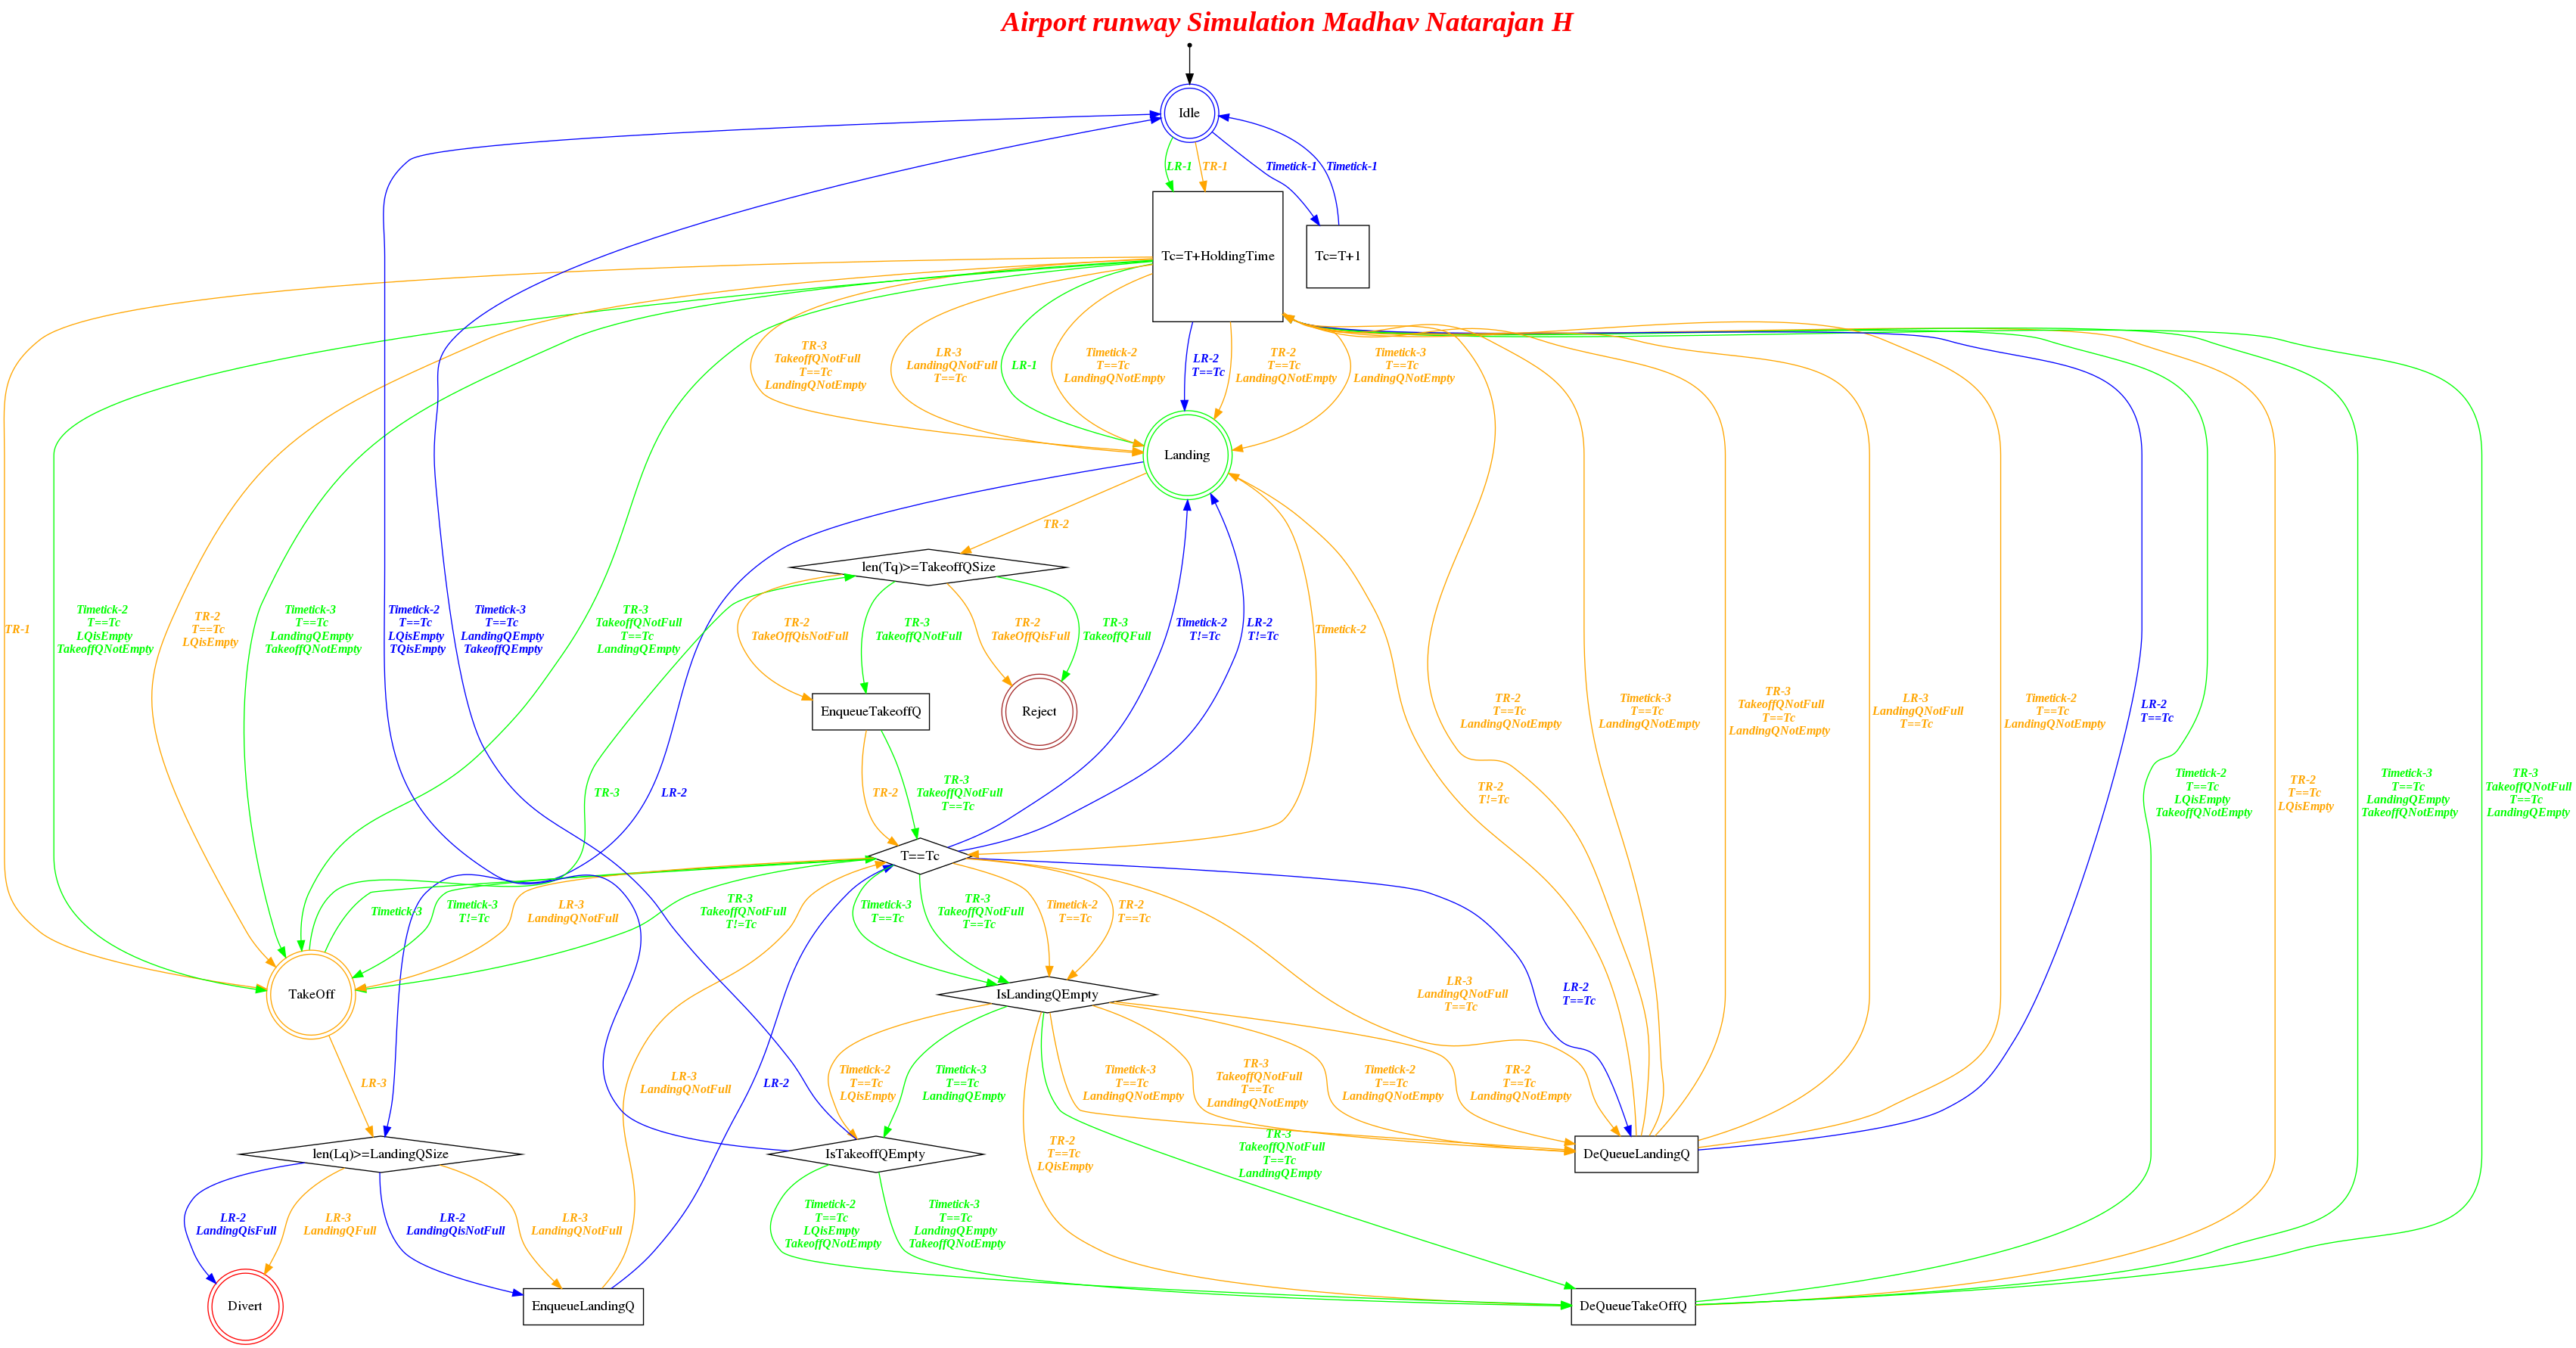 Airport runway Simulation Madhav Natarajan H
Idle
LR-1
TR-1
Timetick-1
Timetick-1
Tc=T+HoldingTime
Tc=T+1
TR-3
TakeoffQNotFull
T==Tc
LandingQNotEmpty
LR-3
LandingQNotFull
T==Tc
LR-1
Timetick-2
T==Tc
LandingQNotEmpty
LR-2
T==Tc
TR-2
T==Tc
LandingQNotEmpty
Timetick-3
T==Tc
LandingQNotEmpty
Landing
TR-2
len(Tq)>=TakeoffQSize
TR-1
Timetick-2
T==Tc
LQisEmpty
TakeoffQNotEmpty
TR-2
T==Tc
LQisEmpty
Timetick-3
T==Tc
LandingQEmpty
TakeoffQNotEmpty
Timetick-2
T==Tc
LQisEmpty
TQisEmpty
Timetick-3
T==Tc
LandingQEmpty
TakeoffQEmpty
TR-3
TakeoffQNotFull
T==Tc
LandingQEmpty
TR-2
TakeOffQisNotFull
TR-3
TakeoffQNotFull
TR-2
TakeOffQisFull
TR-3
TakeoffQFull
Timetick-2
T!=Tc
LR-2
T!=Tc
Timetick-2
EnqueueTakeoffQ
Reject
TR-2
T==Tc
LandingQNotEmpty
Timetick-3
T==Tc
LandingQNotEmpty
TR-3
TakeoffQNotFull
T==Tc
LandingQNotEmpty
LR-3
LandingQNotFull
T==Tc
Timetick-2
T==Tc
LandingQNotEmpty
LR-2
T==Tc
TR-3
LR-2
TR-2
TR-3
TakeoffQNotFull
T==Tc
TR-2
T!=Tc
Timetick-2
T==Tc
LQisEmpty
TakeoffQNotEmpty
TR-2
T==Tc
LQisEmpty
Timetick-3
T==Tc
LandingQEmpty
TakeoffQNotEmpty
TR-3
TakeoffQNotFull
T==Tc
LandingQEmpty
T==Tc
Timetick-3
Timetick-3
T!=Tc
LR-3
LandingQNotFull
TR-3
TakeoffQNotFull
T!=Tc
Timetick-3
T==Tc
TR-3
TakeoffQNotFull
T==Tc
Timetick-2
T==Tc
TR-2
T==Tc
LR-3
LandingQNotFull
T==Tc
LR-2
T==Tc
TakeOff
IsLandingQEmpty
LR-3
LR-3
LandingQNotFull
LR-2
Timetick-2
T==Tc
LQisEmpty
Timetick-3
T==Tc
LandingQEmpty
TR-2
T==Tc
LQisEmpty
Timetick-3
T==Tc
LandingQNotEmpty
TR-3
TakeoffQNotFull
T==Tc
LandingQNotEmpty
Timetick-2
T==Tc
LandingQNotEmpty
TR-2
T==Tc
LandingQNotEmpty
TR-3
TakeoffQNotFull
T==Tc
LandingQEmpty
len(Lq)>=LandingQSize
IsTakeoffQEmpty
DeQueueLandingQ
LR-2
LandingQisFull
LR-3
LandingQFull
LR-2
LandingQisNotFull
LR-3
LandingQNotFull
Timetick-2
T==Tc
LQisEmpty
TakeoffQNotEmpty
Timetick-3
T==Tc
LandingQEmpty
TakeoffQNotEmpty
Divert
EnqueueLandingQ
DeQueueTakeOffQ